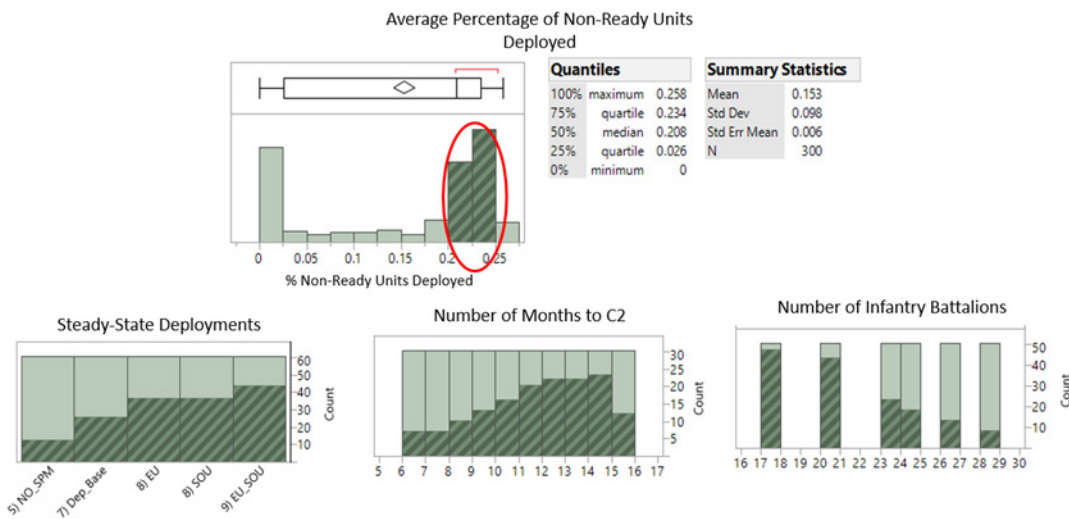 Average Percentage of Non-Ready Units
Deployed
Quantiles
100% maximum 0.258
75% quartile 0.234
50% median 0.208
25% quartile 0.026
0% minimum 0
Summary Statistics
Mean 0.153
Std Dev 0.098
Std Err Mean 0.006
N 300
0 0.05 0.1 0.15 0.2 0.25
% Non-Ready Units Deployed
Steady-State Deployments
60
50
40
30
20
10
Count
5) NO_SPM
7) Dep_Base
8) EU
8) SOU
9) EU_SOU
Number of Months to C2
30
25
20
15
10
5
Count
5 6 7 8 9 10 11 12 13 14 15 16 17
Number of Infantry Battalions
50
40
30
20
10
Count
16 17 18 19 20 21 22 23 24 25 26 27 28 29 30